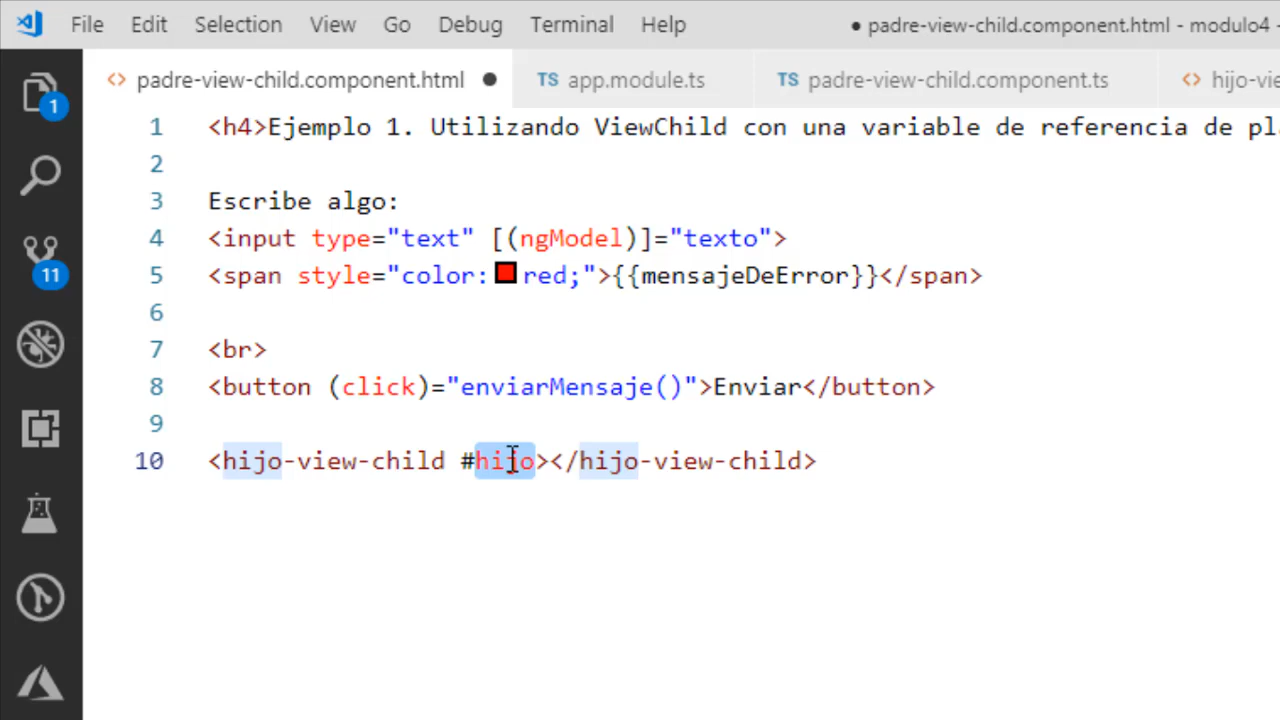 File Edit Selection View Go Debug Terminal Help ● padre-view-child.component.html - modulo4 -
<> padre-view-child.component.html ● TS app.module.ts TS padre-view-child.component.ts <> hijo-vie
1 <h4>Ejemplo 1. Utilizando ViewChild con una variable de referencia de pl
2
3 Escribe algo:
4 <input type="text" [(ngModel)]="texto">
5 <span style="color: red;">{{mensajeDeError}}</span>
6
7 <br>
8 <button (click)="enviarMensaje()">Enviar</button>
9
10 <hijo-view-child #hijo></hijo-view-child>
1
11